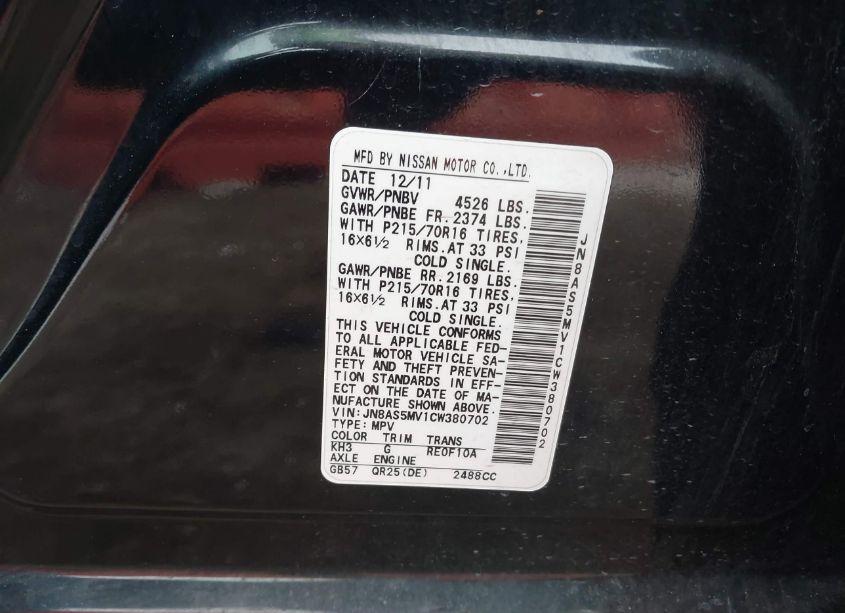 MFD BY NISSAN MOTOR CO.,LTD.
DATE 12/11
GVWR/PNBV 4526 LBS.
GAWR/PNBE FR. 2374 LBS.
WITH P215/70R16 TIRES,
16X6½ RIMS.AT 33 PSI
COLD SINGLE.
GAWR/PNBE RR. 2169 LBS.
WITH P215/70R16 TIRES,
16X6½ RIMS.AT 33 PSI
COLD SINGLE.
THIS VEHICLE CONFORMS
TO ALL APPLICABLE FED-
ERAL MOTOR VEHICLE SA-
FETY AND THEFT PREVEN-
TION STANDARDS IN EFF-
ECT ON THE DATE OF MA-
NUFACTURE SHOWN ABOVE.
VIN:JN8AS5MV1CW380702
TYPE:MPV
COLOR TRIM TRANS
KH3 G RE0F10A
AXLE ENGINE
GB57 QR25(DE) 2488CC
JN8AS5MV1CW380702